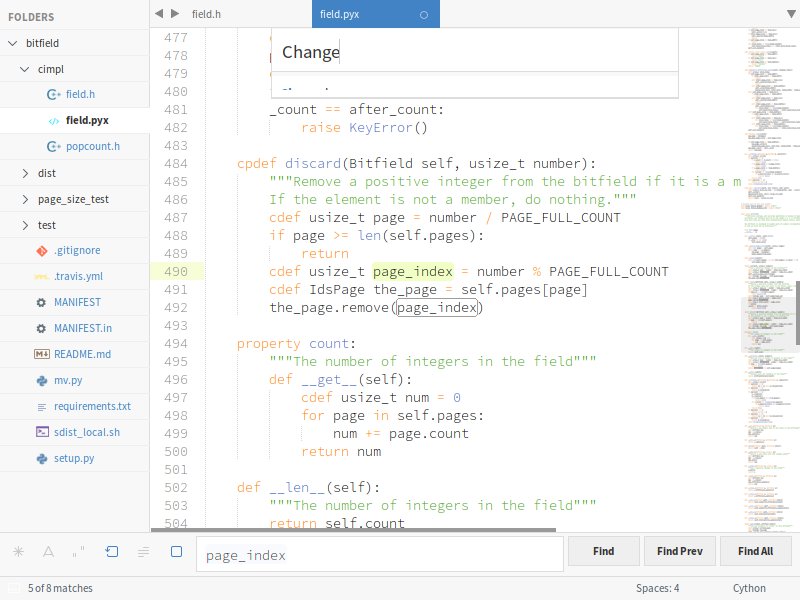 FOLDERS
bitfield
cimpl
field.h
field.pyx
popcount.h
dist
page_size_test
test
.gitignore
.travis.yml
MANIFEST
MANIFEST.in
README.md
mv.py
requirements.txt
sdist_local.sh
setup.py
field.h
field.pyx
Change
477
478
479
480
481 _count == after_count:
482 raise KeyError()
483
484 cpdef discard(Bitfield self, usize_t number):
485 """Remove a positive integer from the bitfield if it is a m
486 If the element is not a member, do nothing."""
487 cdef usize_t page = number / PAGE_FULL_COUNT
488 if page >= len(self.pages):
489 return
490 cdef usize_t page_index = number % PAGE_FULL_COUNT
491 cdef IdsPage the_page = self.pages[page]
492 the_page.remove(page_index)
493
494 property count:
495 """The number of integers in the field"""
496 def __get__(self):
497 cdef usize_t num = 0
498 for page in self.pages:
499 num += page.count
500 return num
501
502 def __len__(self):
503 """The number of integers in the field"""
504 return self.count
page_index
Find
Find Prev
Find All
5 of 8 matches
Spaces: 4
Cython